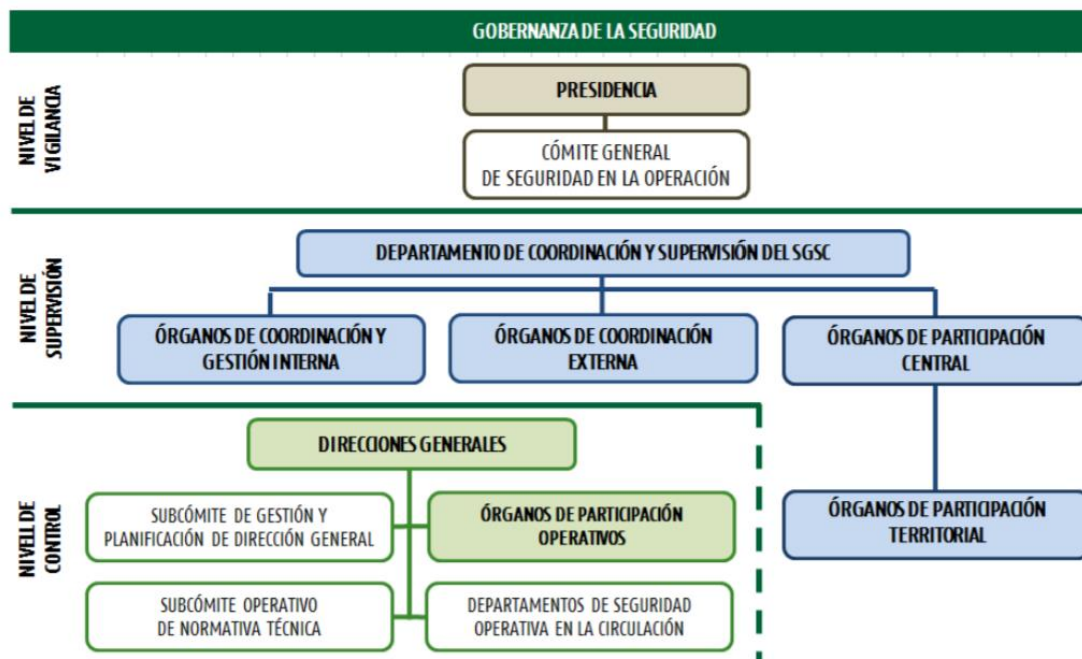 GOBERNANZA DE LA SEGURIDAD
NIVEL DE
VIGILANCIA
PRESIDENCIA
CÓMITE GENERAL
DE SEGURIDAD EN LA OPERACIÓN
NIVEL DE
SUPERVISIÓN
DEPARTAMENTO DE COORDINACIÓN Y SUPERVISIÓN DEL SGSC
ÓRGANOS DE COORDINACIÓN Y
GESTIÓN INTERNA
ÓRGANOS DE COORDINACIÓN
EXTERNA
ÓRGANOS DE PARTICIPACIÓN
CENTRAL
NIVELL DE
CONTROL
DIRECCIONES GENERALES
SUBCÓMITE DE GESTIÓN Y
PLANIFICACIÓN DE DIRECCIÓN GENERAL
ÓRGANOS DE PARTICIPACIÓN
OPERATIVOS
ÓRGANOS DE PARTICIPACIÓN
TERRITORIAL
SUBCÓMITE OPERATIVO
DE NORMATIVA TÉCNICA
DEPARTAMENTOS DE SEGURIDAD
OPERATIVA EN LA CIRCULACIÓN